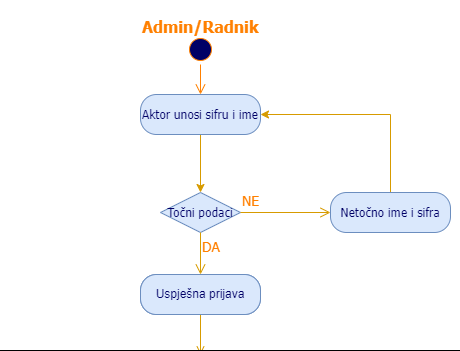 Admin/Radnik
Aktor unosi sifru i ime
Točni podaci
NE
Netočno ime i sifra
DA
Uspješna prijava